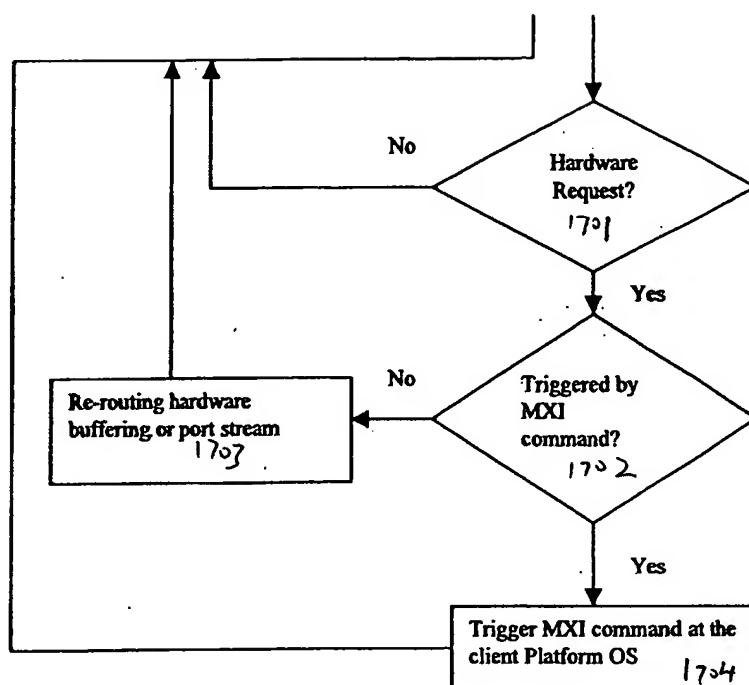 No
Hardware
Request?
1701
Yes
No
Triggered by
MXI
command?
1702
Re-routing hardware
buffering or port stream
1703
Yes
Trigger MXI command at the
client Platform OS
1704